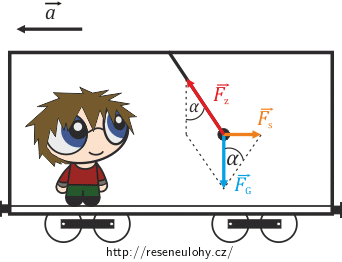 a
F_z
α
F_s
α
F_G
http://reseneulohy.cz/